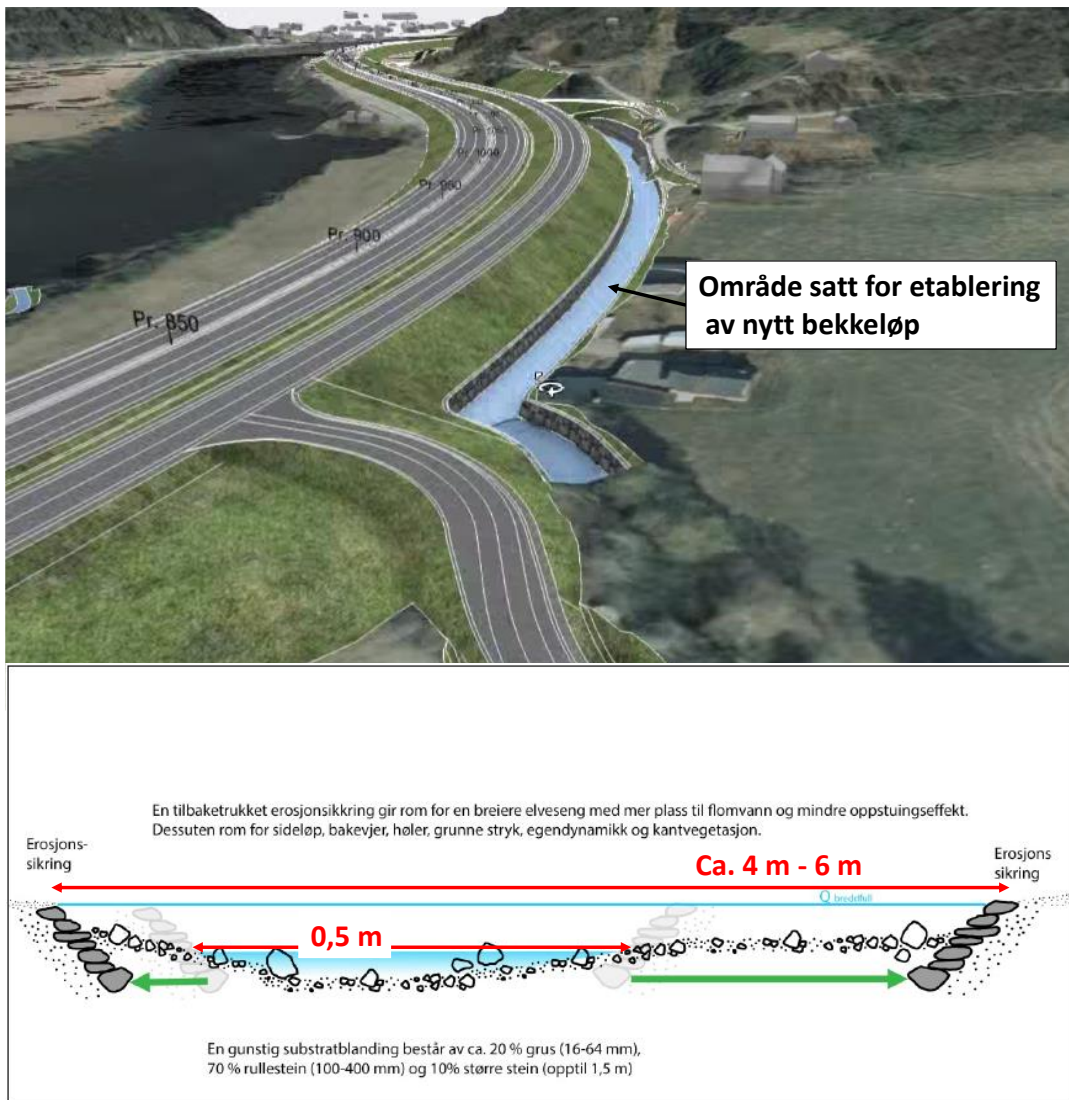 Pr. 1000
Pr. 950
Pr. 900
Pr. 850
Område satt for etablering
av nytt bekkeløp
En tilbaketrukket erosjonsikkring gir rom for en breiere elveseng med mer plass til flomvann og mindre oppstuingseffekt.
Dessuten rom for sideløp, bakevjer, høler, grunne stryk, egendynamikk og kantvegetasjon.
Erosjons-
sikring
Ca. 4 m - 6 m
Erosjons
sikring
Q breddfull
0,5 m
En gunstig substratblanding består av ca. 20 % grus (16-64 mm),
70 % rullestein (100-400 mm) og 10% større stein (opptil 1,5 m)